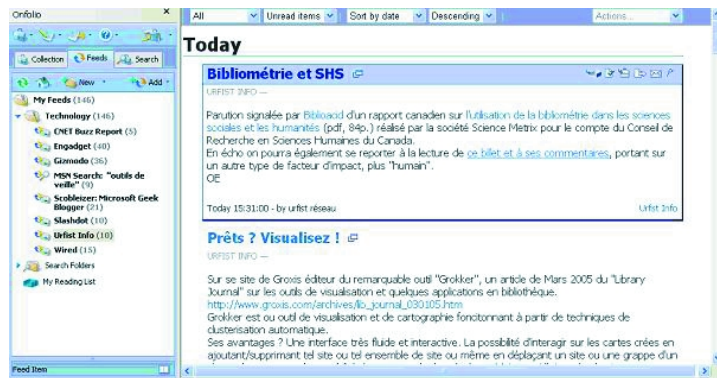 Onfolio
Collection Feeds Search
New Add
My Feeds (146)
Technology (146)
CNET Buzz Report (5)
Engadget (40)
Gizmodo (36)
MSN Search: "outils de
veille" (9)
Scobleizer: Microsoft Geek
Blogger (21)
Slashdot (10)
Urfist Info (10)
Wired (15)
Search Folders
My Reading List
Feed Item
All Unread items Sort by date Descending Actions...
Today
Bibliométrie et SHS
URFIST INFO —
Parution signalée par Biblioacid d'un rapport canadien sur l'utilisation de la bibliométrie dans les sciences
sociales et les humanités (pdf, 84p.) réalisé par la société Science Metrix pour le compte du Conseil de
Recherche en Sciences Humaines du Canada.
En écho on pourra également se reporter à la lecture de ce billet et à ses commentaires, portant sur
un autre type de facteur d'impact, plus "humain".
OE
Today 15:31:00 - by urfist réseau Urfist Info
Prêts ? Visualisez !
URFIST INFO —
Sur se site de Groxis éditeur du remarquable outil "Grokker", un article de Mars 2005 du "Library
Journal" sur les outils de visualisation et quelques applications en bibliothèque.
http://www.groxis.com/archives/lib_journal_030105.htm
Grokker est ou outil de visualisation et de cartographie foncitonnant à partir de techniques de
clusterisation automatique.
Ses avantages ? Une interface très fluide et interactive. La possibilité d'interagir sur les cartes crées en
ajoutant/supprimant tel site ou tel ensemble de site ou même en déplaçant un site ou une grappe d'un